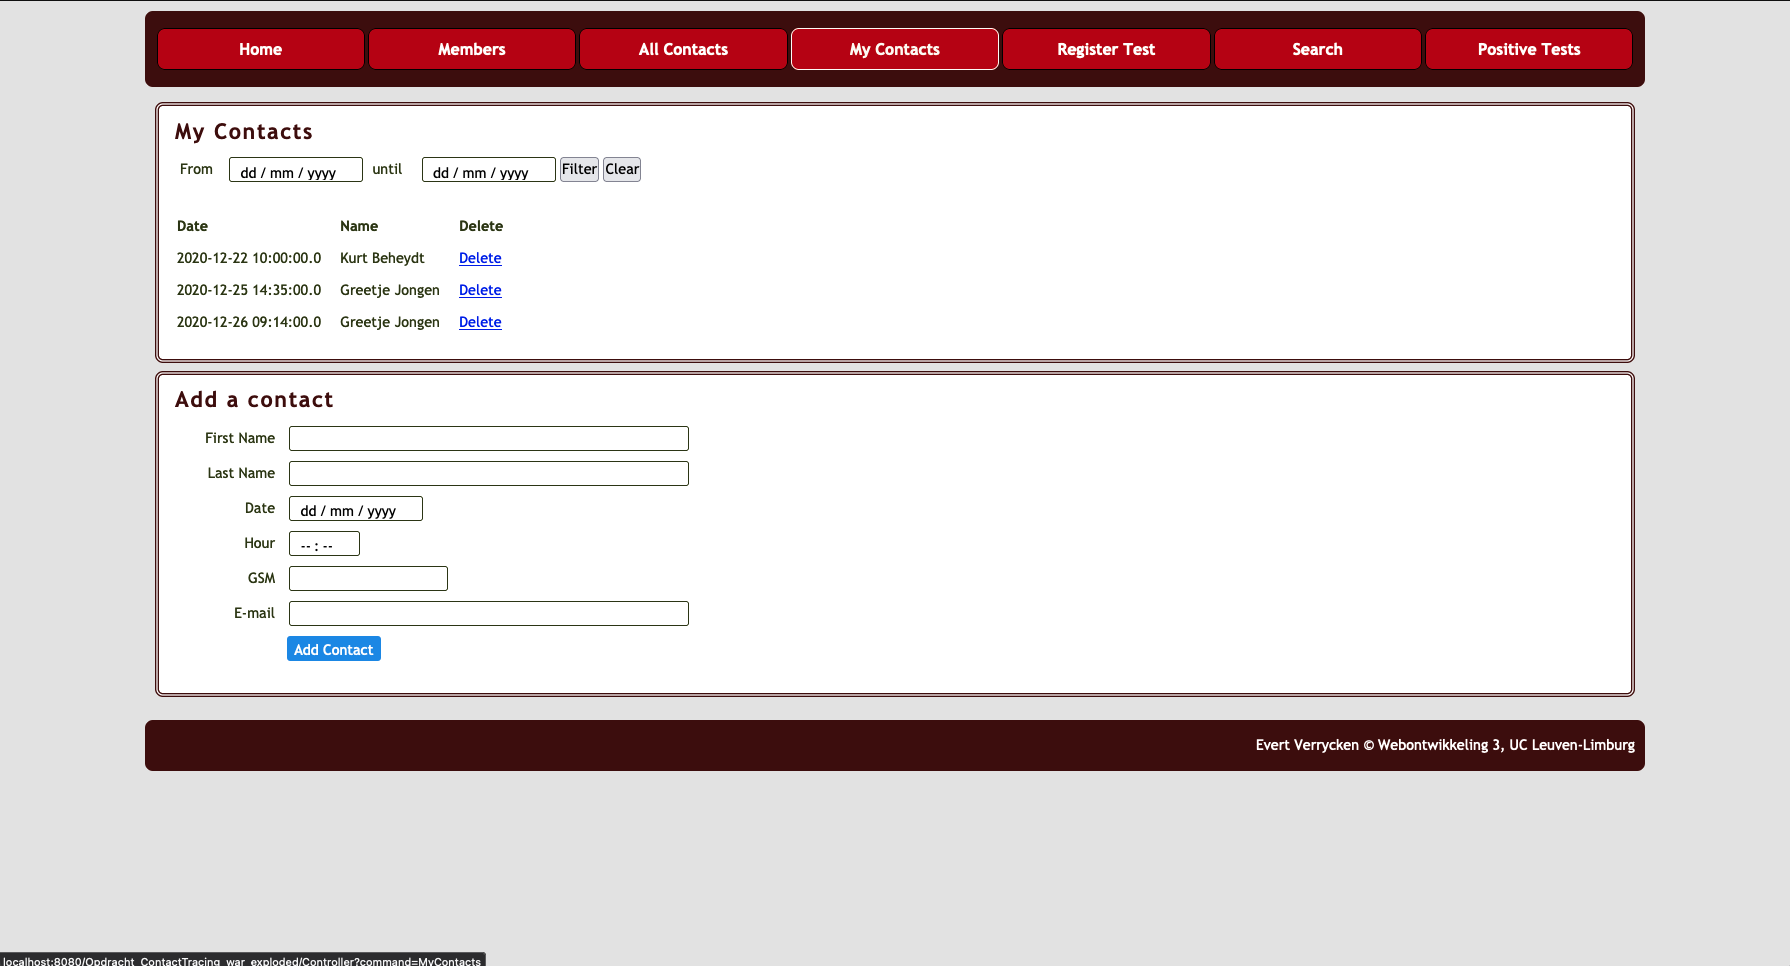 Home Members All Contacts My Contacts Register Test Search Positive Tests
My Contacts
From dd / mm / yyyy until dd / mm / yyyy Filter Clear
Date Name Delete
2020-12-22 10:00:00.0 Kurt Beheydt Delete
2020-12-25 14:35:00.0 Greetje Jongen Delete
2020-12-26 09:14:00.0 Greetje Jongen Delete
Add a contact
First Name
Last Name
Date dd / mm / yyyy
Hour -- : --
GSM
E-mail
Add Contact
Evert Verrycken © Webontwikkeling 3, UC Leuven-Limburg
localhost:8080/Opdracht_ContactTracing_war_exploded/Controller?command=MyContacts